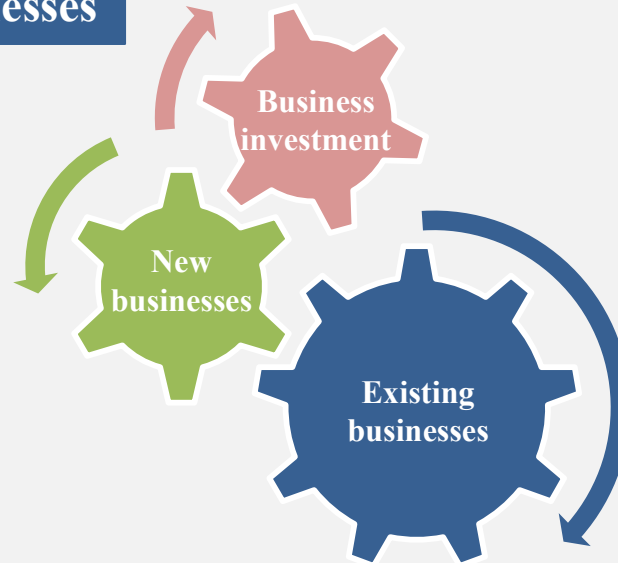 esses
Business
investment
New
businesses
Existing
businesses